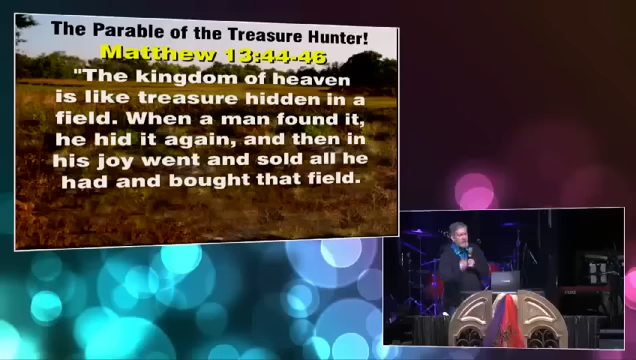 The Parable of the Treasure Hunter!
Matthew 13:44-46
"The kingdom of heaven
is like treasure hidden in a
field. When a man found it,
he hid it again, and then in
his joy went and sold all he
had and bought that field.